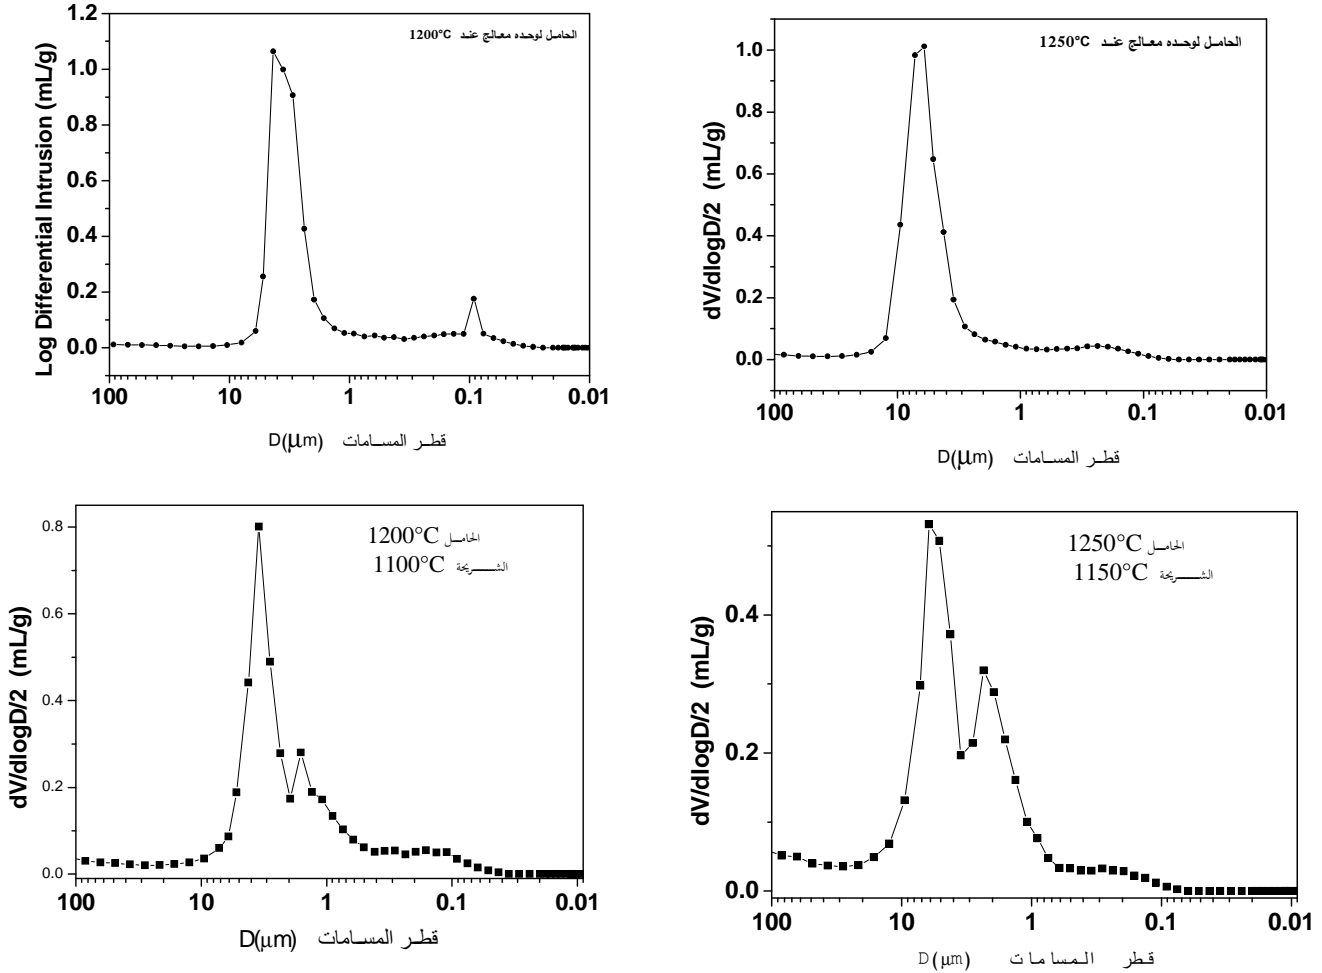 1.2
1.0
0.8
0.6
0.4
0.2
0.0
Log Differential Intrusion (mL/g)
الحامل لوحده معالج عند 1200°C
100 10 1 0.1 0.01
قطر المسامات D(μm)
1.0
0.8
0.6
0.4
0.2
0.0
dV/dlogD/2 (mL/g)
الحامل لوحده معالج عند 1250°C
100 10 1 0.1 0.01
قطر المسامات D(μm)
0.8
0.6
0.4
0.2
0.0
dV/dlogD/2 (mL/g)
الحامل 1200°C
الشريحة 1100°C
100 10 1 0.1 0.01
قطر المسامات D(μm)
0.4
0.2
0.0
dV/dlogD/2 (mL/g)
الحامل 1250°C
الشريحة 1150°C
100 10 1 0.1 0.01
قطر المسامات D(μm)